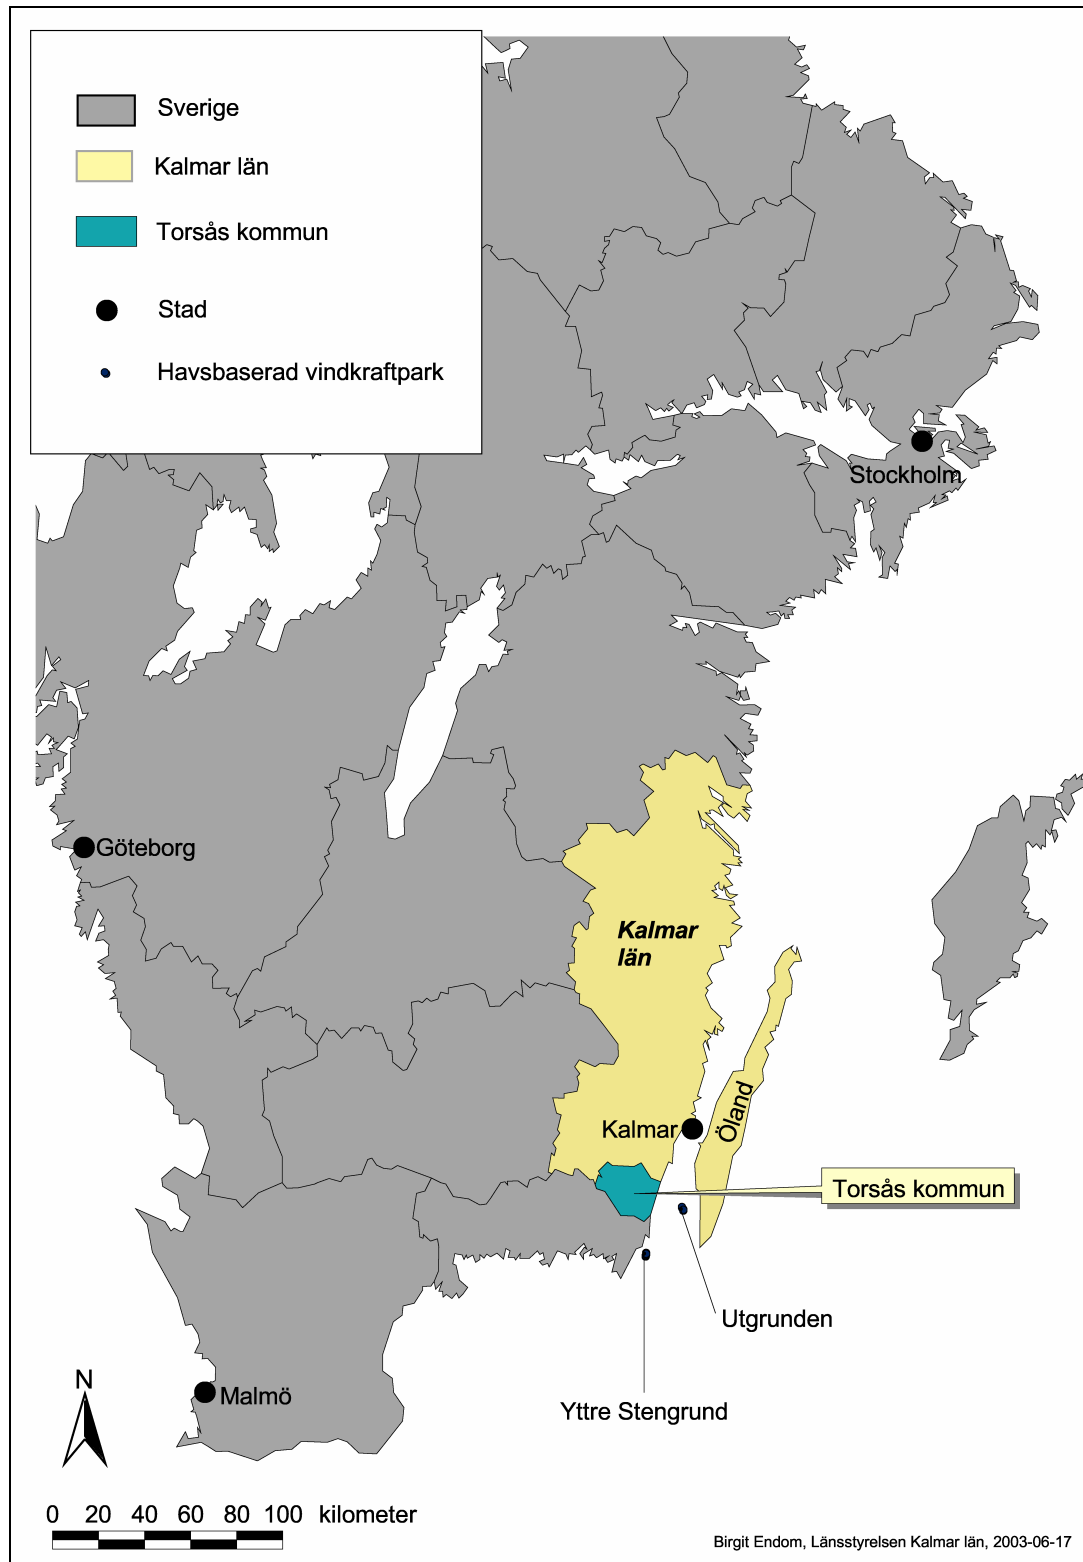 Sverige
Kalmar län
Torsås kommun
Stad
Havsbaserad vindkraftpark
Stockholm
Göteborg
Kalmar
län
Öland
Kalmar
Torsås kommun
Utgrunden
Yttre Stengrund
Malmö
N
0 20 40 60 80 100 kilometer
Birgit Endom, Länsstyrelsen Kalmar län, 2003-06-17